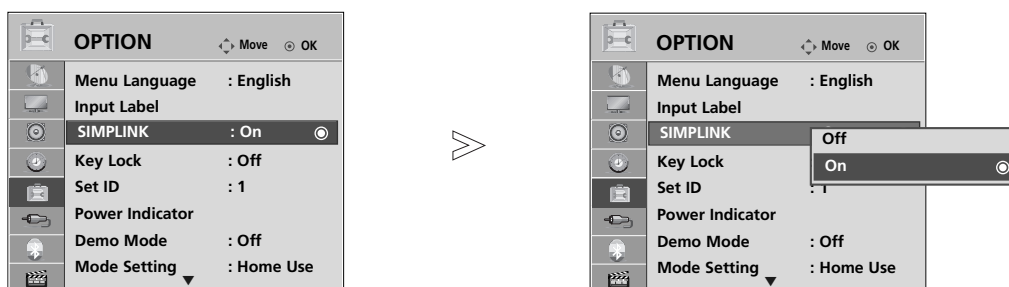 OPTION Move OK
Menu Language : English
Input Label
SIMPLINK : On
Key Lock : Off
Set ID : 1
Power Indicator
Demo Mode : Off
Mode Setting : Home Use
OPTION Move OK
Menu Language : English
Input Label
SIMPLINK
Off
Key Lock
On
Set ID : 1
Power Indicator
Demo Mode : Off
Mode Setting : Home Use